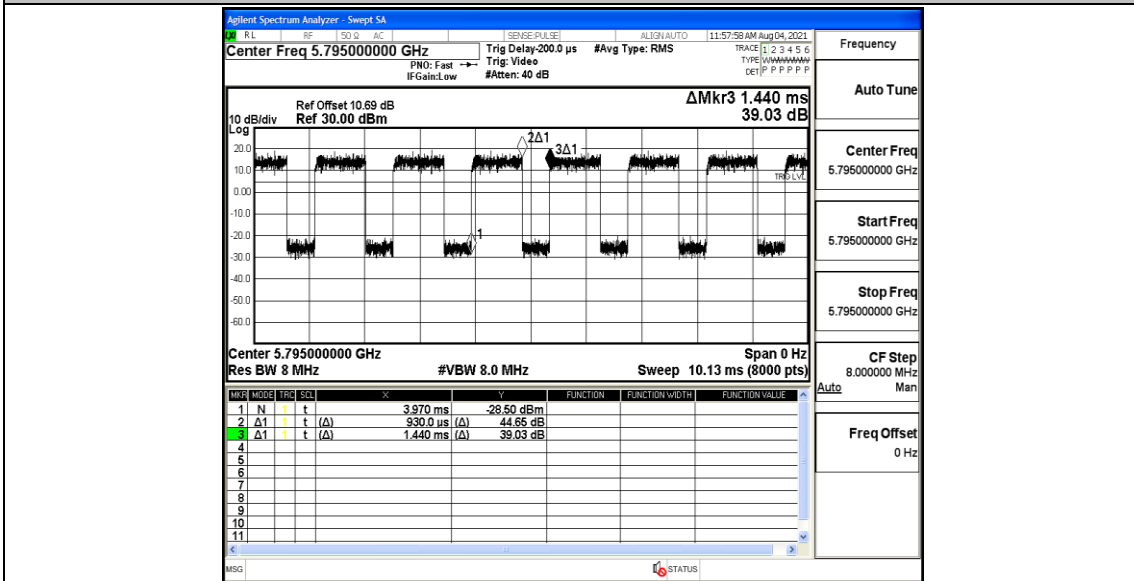 Agilent Spectrum Analyzer - Swept SA
RL RF 50 Ω AC SENSE:PULSE ALIGN AUTO 11:57:58 AM Aug 04, 2021
Center Freq 5.795000000 GHz
PNO: Fast
IFGain:Low
Trig Delay-200.0 µs
Trig: Video
#Atten: 40 dB
#Avg Type: RMS
TRACE 1 2 3 4 5 6
TYPE WWWWWW
DET P P P P P P
ΔMkr3 1.440 ms
39.03 dB
Ref Offset 10.69 dB
10 dB/div Ref 30.00 dBm
Log
20.0
10.0
0.00
-10.0
-20.0
-30.0
-40.0
-50.0
-60.0
2Δ1
3Δ1
1
TRIG LVL
Center 5.795000000 GHz Span 0 Hz
Res BW 8 MHz #VBW 8.0 MHz Sweep 10.13 ms (8000 pts)
MKR MODE TRC SCL X Y FUNCTION FUNCTION WIDTH FUNCTION VALUE
1 N 1 t 3.970 ms -28.50 dBm
2 Δ1 1 t (Δ) 930.0 µs (Δ) 44.65 dB
3 Δ1 1 t (Δ) 1.440 ms (Δ) 39.03 dB
4
5
6
7
8
9
10
11
MSG STATUS
Frequency
Auto Tune
Center Freq
5.795000000 GHz
Start Freq
5.795000000 GHz
Stop Freq
5.795000000 GHz
CF Step
8.000000 MHz
Auto Man
Freq Offset
0 Hz